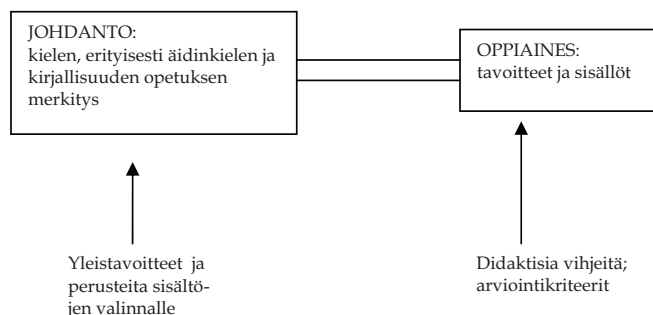 JOHDANTO:
kielen, erityisesti äidinkielen ja
kirjallisuuden opetuksen
merkitys
OPPIAINES:
tavoitteet ja sisällöt
Yleistavoitteet ja
perusteita sisältö-
jen valinnalle
Didaktisia vihjeitä;
arviointikriteerit